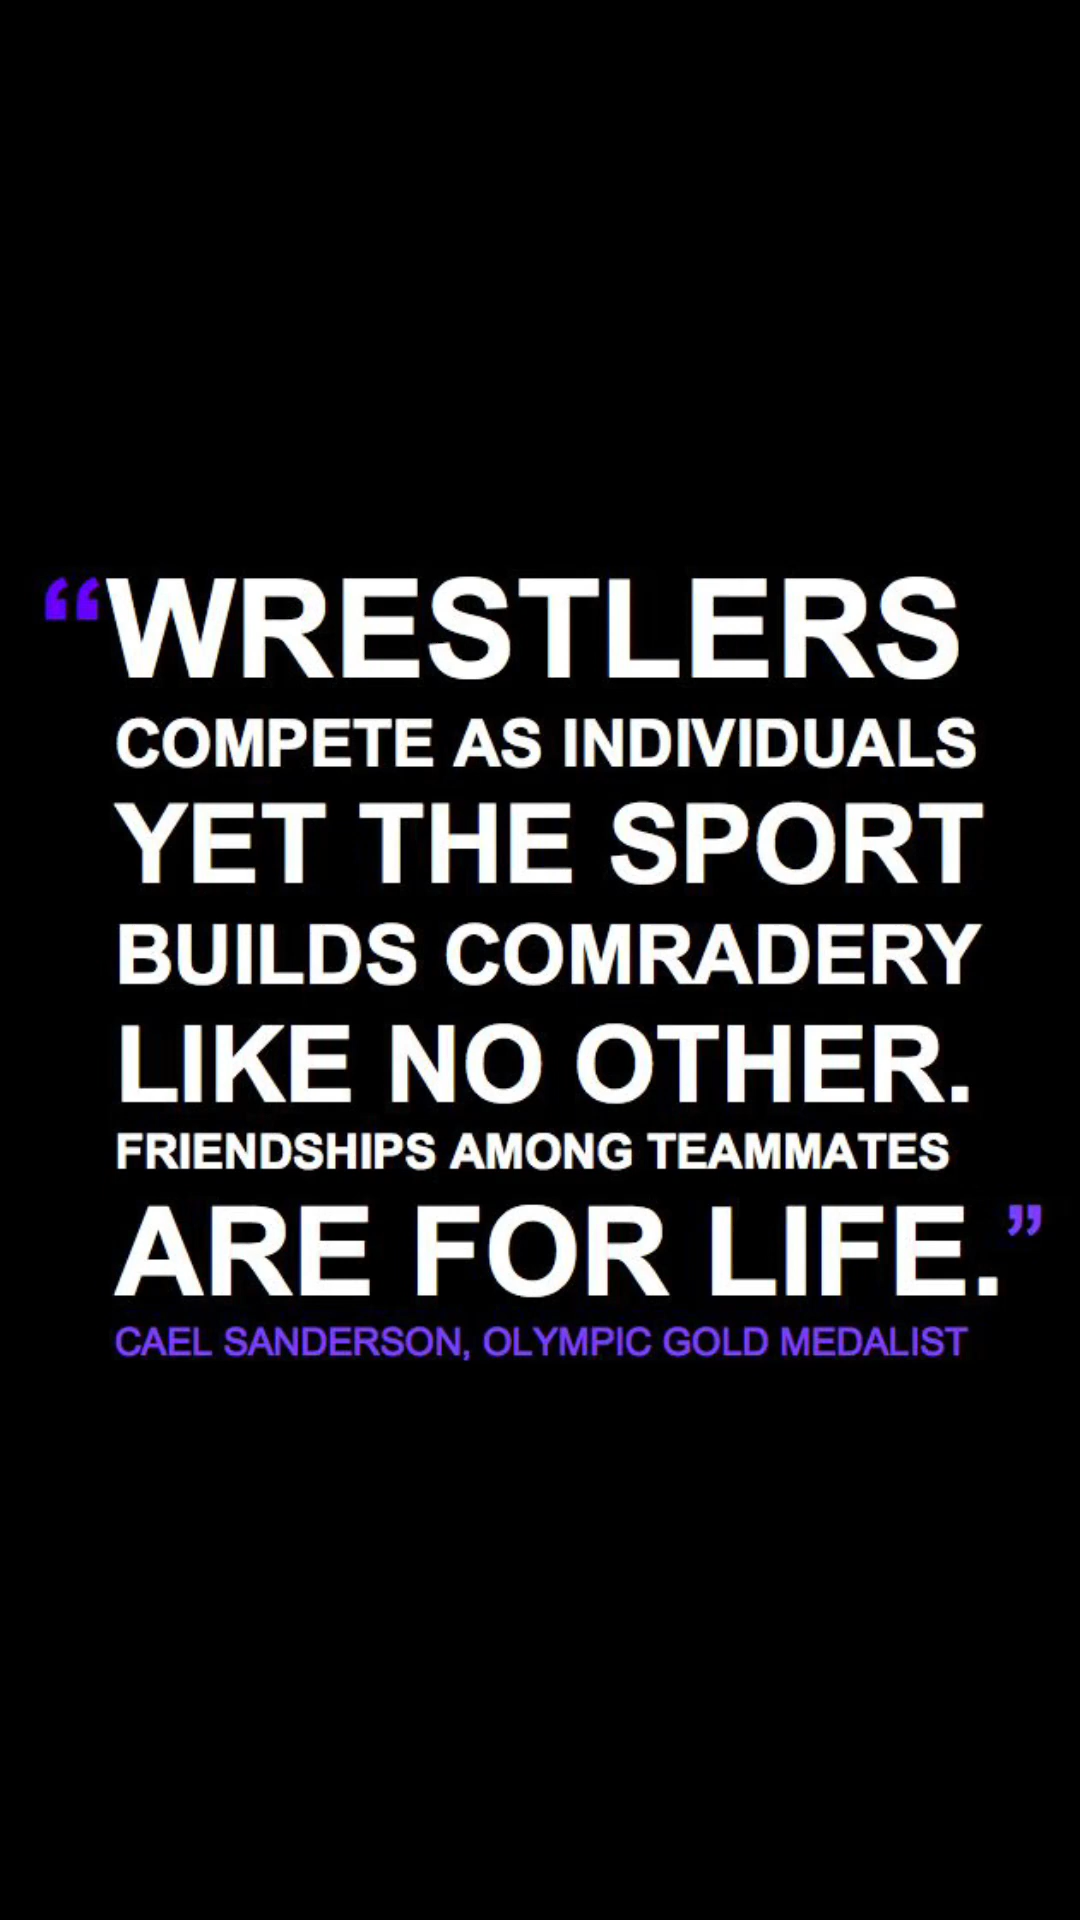 “WRESTLERS
COMPETE AS INDIVIDUALS
YET THE SPORT
BUILDS COMRADERY
LIKE NO OTHER.
FRIENDSHIPS AMONG TEAMMATES
ARE FOR LIFE.”
CAEL SANDERSON, OLYMPIC GOLD MEDALIST